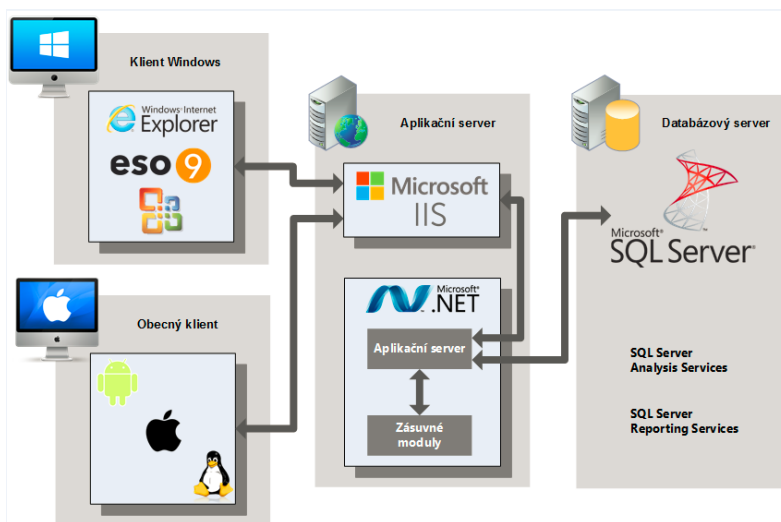 Klient Windows
Windows Internet
Explorer
eso9
Obecný klient
Aplikační server
Microsoft
IIS
Microsoft®
.NET
Aplikační server
Zásuvné
moduly
Databázový server
Microsoft®
SQL Server®
SQL Server
Analysis Services
SQL Server
Reporting Services